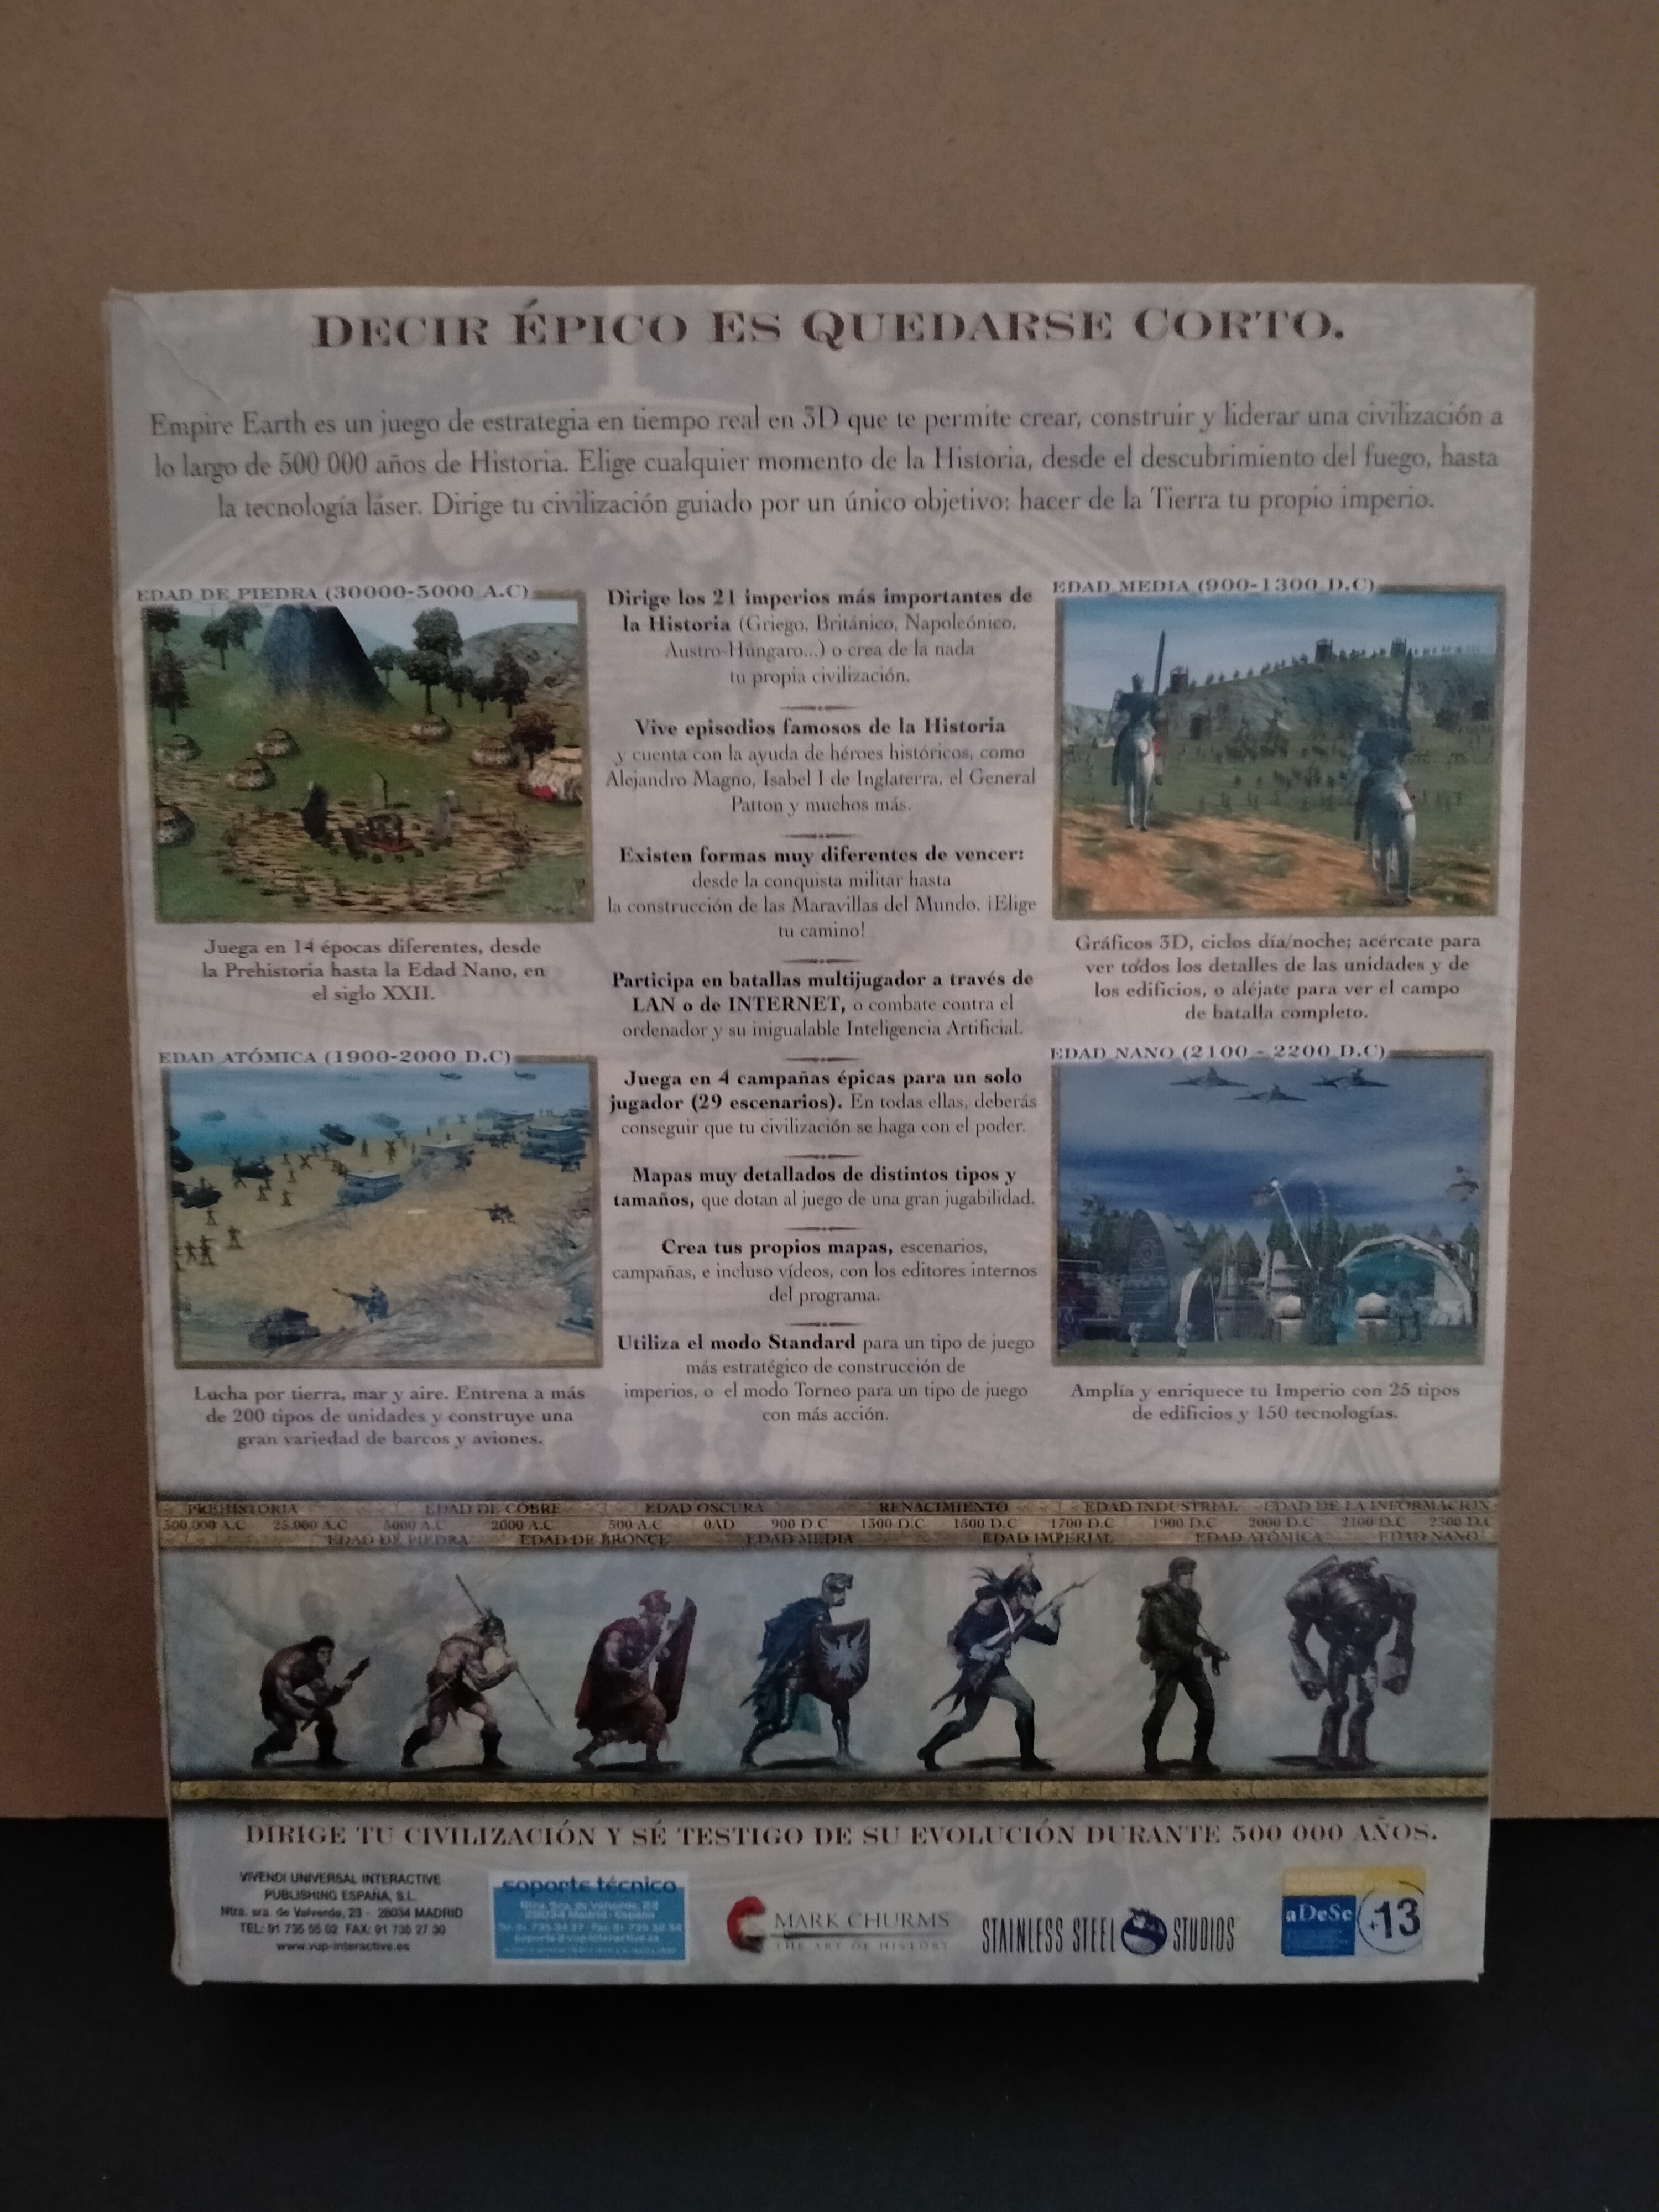 DECIR ÉPICO ES QUEDARSE CORTO.
Empire Earth es un juego de estrategia en tiempo real en 3D que te permite crear, construir y liderar una civilización a
lo largo de 500 000 años de Historia. Elige cualquier momento de la Historia, desde el descubrimiento del fuego, hasta
la tecnología láser. Dirige tu civilización guiado por un único objetivo: hacer de la Tierra tu propio imperio.
EDAD DE PIEDRA (30000-5000 A.C)
Juega en 14 épocas diferentes, desde
la Prehistoria hasta la Edad Nano, en
el siglo XXII.
EDAD ATÓMICA (1900-2000 D.C)
Lucha por tierra, mar y aire. Entrena a más
de 200 tipos de unidades y construye una
gran variedad de barcos y aviones.
Dirige los 21 imperios más importantes de
la Historia (Griego, Británico, Napoleónico,
Austro-Húngaro...) o crea de la nada
tu propia civilización.
Vive episodios famosos de la Historia
y cuenta con la ayuda de héroes históricos, como
Alejandro Magno, Isabel I de Inglaterra, el General
Patton y muchos más.
Existen formas muy diferentes de vencer:
desde la conquista militar hasta
la construcción de las Maravillas del Mundo. ¡Elige
tu camino!
Participa en batallas multijugador a través de
LAN o de INTERNET, o combate contra el
ordenador y su inigualable Inteligencia Artificial.
Juega en 4 campañas épicas para un solo
jugador (29 escenarios). En todas ellas, deberás
conseguir que tu civilización se haga con el poder.
Mapas muy detallados de distintos tipos y
tamaños, que dotan al juego de una gran jugabilidad.
Crea tus propios mapas, escenarios,
campañas, e incluso vídeos, con los editores internos
del programa.
Utiliza el modo Standard para un tipo de juego
más estratégico de construcción de
imperios, o el modo Torneo para un tipo de juego
con más acción.
EDAD MEDIA (900-1300 D.C)
Gráficos 3D, ciclos día/noche; acércate para
ver todos los detalles de las unidades y de
los edificios, o aléjate para ver el campo
de batalla completo.
EDAD NANO (2100 - 2200 D.C)
Amplía y enriquece tu Imperio con 25 tipos
de edificios y 150 tecnologías.
PREHISTORIA EDAD DE COBRE EDAD OSCURA RENACIMIENTO EDAD INDUSTRIAL EDAD DE LA INFORMACIÓN
500.000 A.C 25.000 A.C 5000 A.C 2000 A.C 500 A.C 0AD 900 D.C 1300 D.C 1500 D.C 1700 D.C 1900 D.C 2000 D.C 2100 D.C
EDAD DE PIEDRA EDAD DE BRONCE EDAD MEDIA EDAD IMPERIAL EDAD ATÓMICA EDAD NANO
DIRIGE TU CIVILIZACIÓN Y SÉ TESTIGO DE SU EVOLUCIÓN DURANTE 500 000 AÑOS.
VIVENDI UNIVERSAL INTERACTIVE
PUBLISHING ESPAÑA, S.L.
Ntra. sra. de Valverde, 23 - 28034 MADRID
TEL: 91 735 55 02 FAX: 91 735 27 30
www.vup-interactive.es
soporte técnico
Ntra. Sra. de Valverde, 23
28034 Madrid - España
MARK CHURMS
THE ART OF HISTORY
STAINLESS STEEL STUDIOS
aDeSe +13